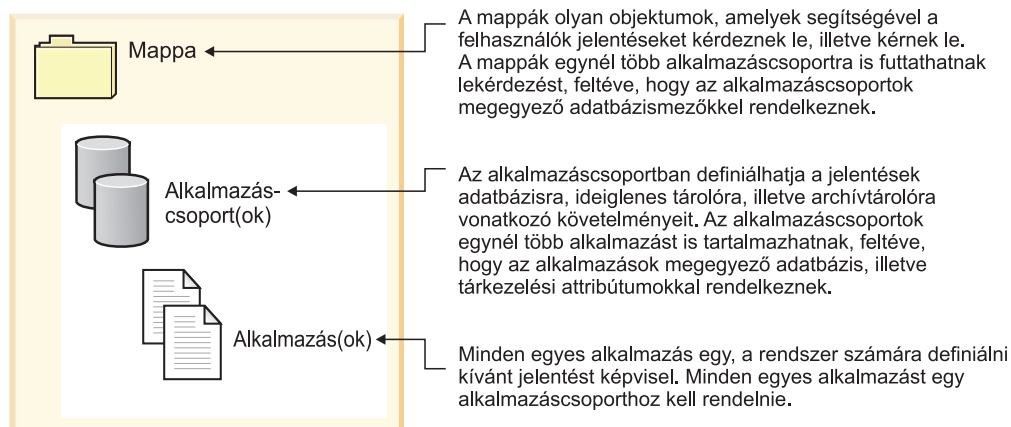 Mappa
A mappák olyan objektumok, amelyek segítségével a
felhasználók jelentéseket kérdeznek le, illetve kérnek le.
A mappák egynél több alkalmazáscsoportra is futtathatnak
lekérdezést, feltéve, hogy az alkalmazáscsoportok
megegyező adatbázismezőkkel rendelkeznek.
Alkalmazás-
csoport(ok)
Az alkalmazáscsoportban definiálhatja a jelentések
adatbázisra, ideiglenes tárolóra, illetve archívtárolóra
vonatkozó követelményeit. Az alkalmazáscsoportok
egynél több alkalmazást is tartalmazhatnak, feltéve,
hogy az alkalmazások megegyező adatbázis, illetve
tárkezelési attribútumokkal rendelkeznek.
Alkalmazás(ok)
Minden egyes alkalmazás egy, a rendszer számára definiálni
kívánt jelentést képvisel. Minden egyes alkalmazást egy
alkalmazáscsoporthoz kell rendelnie.